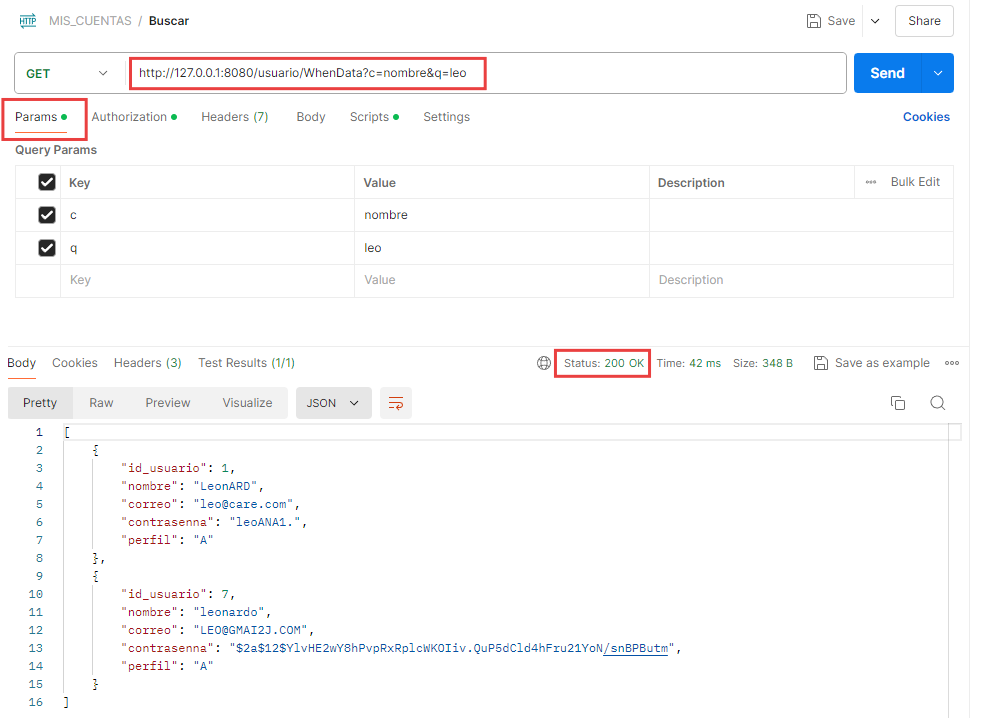 HTTP MIS_CUENTAS / Buscar Save Share
GET http://127.0.0.1:8080/usuario/WhenData?c=nombre&q=leo Send
Params Authorization Headers (7) Body Scripts Settings Cookies
Query Params
Key Value Description Bulk Edit
c nombre
q leo
Key Value Description
Body Cookies Headers (3) Test Results (1/1) Status: 200 OK Time: 42 ms Size: 348 B Save as example
Pretty Raw Preview Visualize JSON
1 [
2 {
3 "id_usuario": 1,
4 "nombre": "LeonARD",
5 "correo": "leo@care.com",
6 "contrasenna": "leoANA1.",
7 "perfil": "A"
8 },
9 {
10 "id_usuario": 7,
11 "nombre": "leonardo",
12 "correo": "LEO@GMAI2J.COM",
13 "contrasenna": "$2a$12$YlvHE2wY8hPvpRxRplcWKOIiv.QuP5dCld4hFru21YoN/snBPButm",
14 "perfil": "A"
15 }
16 ]